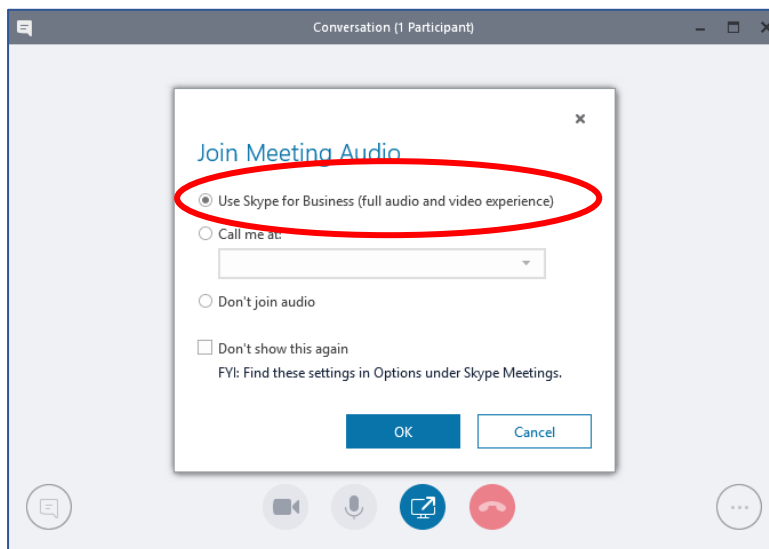 Conversation (1 Participant)
Join Meeting Audio
Use Skype for Business (full audio and video experience)
Call me at:
Don't join audio
Don't show this again
FYI: Find these settings in Options under Skype Meetings.
OK Cancel